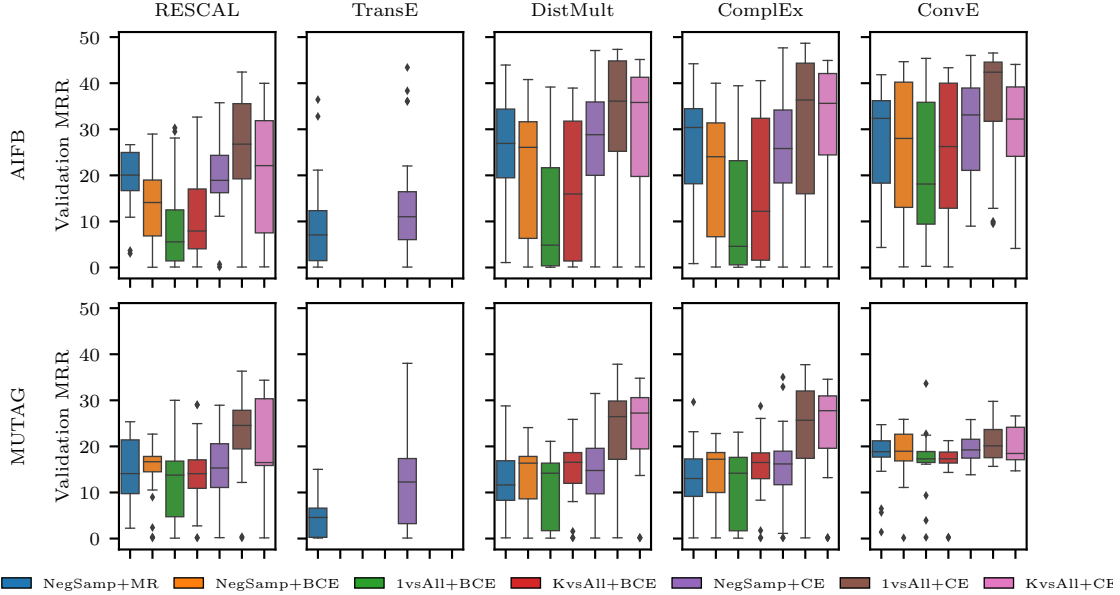 RESCAL TransE DistMult ComplEx ConvE
AIFB
Validation MRR
50
40
30
20
10
0
MUTAG
Validation MRR
50
40
30
20
10
0
NegSamp+MR NegSamp+BCE 1vsAll+BCE KvsAll+BCE NegSamp+CE 1vsAll+CE KvsAll+CE